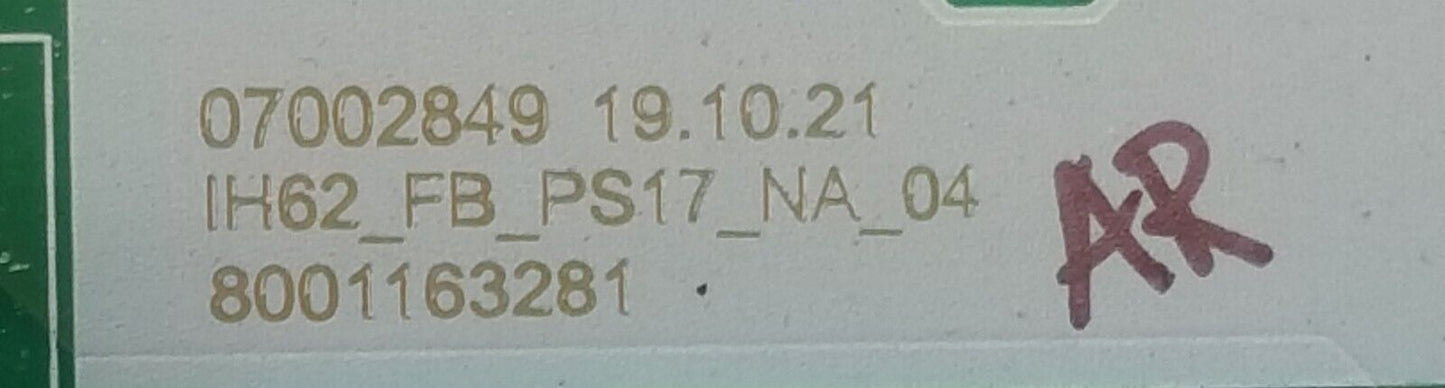 07002849 19.10.21
IH62_FB_PS17_NA_04
8001163281
AR